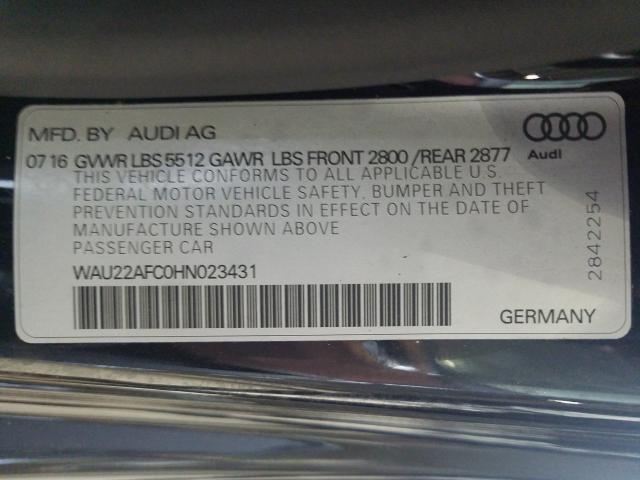 MFD. BY AUDI AG
Audi
07 16 GVWR LBS 5512 GAWR LBS FRONT 2800 / REAR 2877
THIS VEHICLE CONFORMS TO ALL APPLICABLE U.S.
FEDERAL MOTOR VEHICLE SAFETY, BUMPER AND THEFT
PREVENTION STANDARDS IN EFFECT ON THE DATE OF
MANUFACTURE SHOWN ABOVE
PASSENGER CAR
WAU22AFC0HN023431
GERMANY
2842254